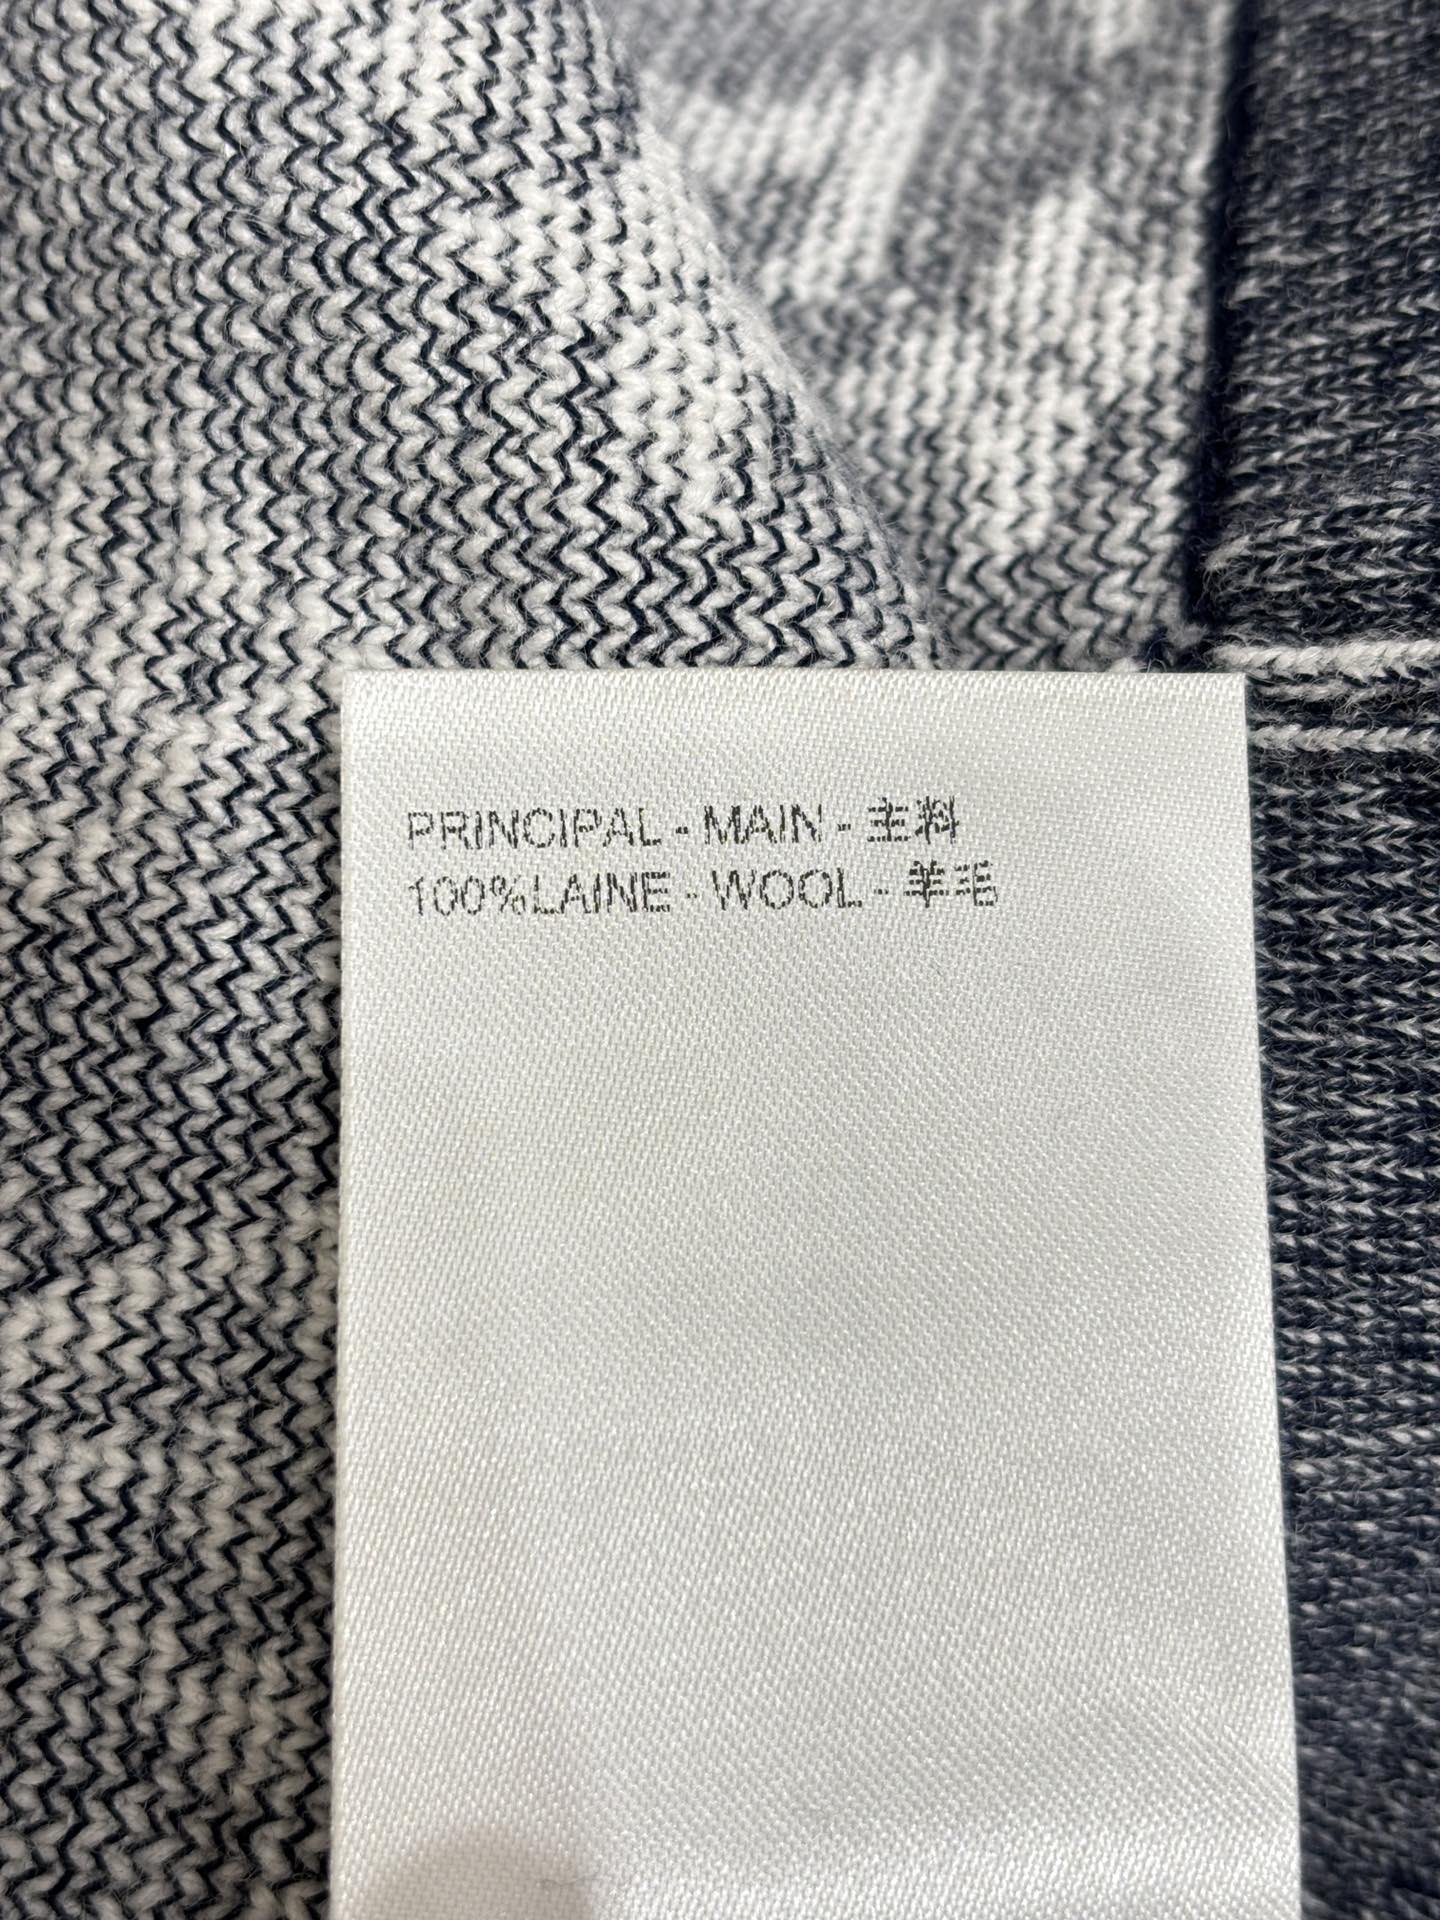 PRINCIPAL - MAIN - 主料
100%LAINE - WOOL - 羊毛